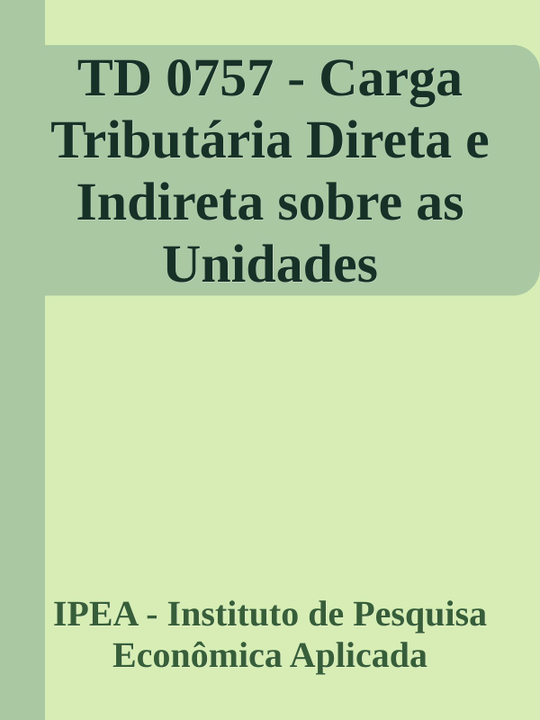 TD 0757 - Carga
Tributária Direta e
Indireta sobre as
Unidades
IPEA - Instituto de Pesquisa
Econômica Aplicada